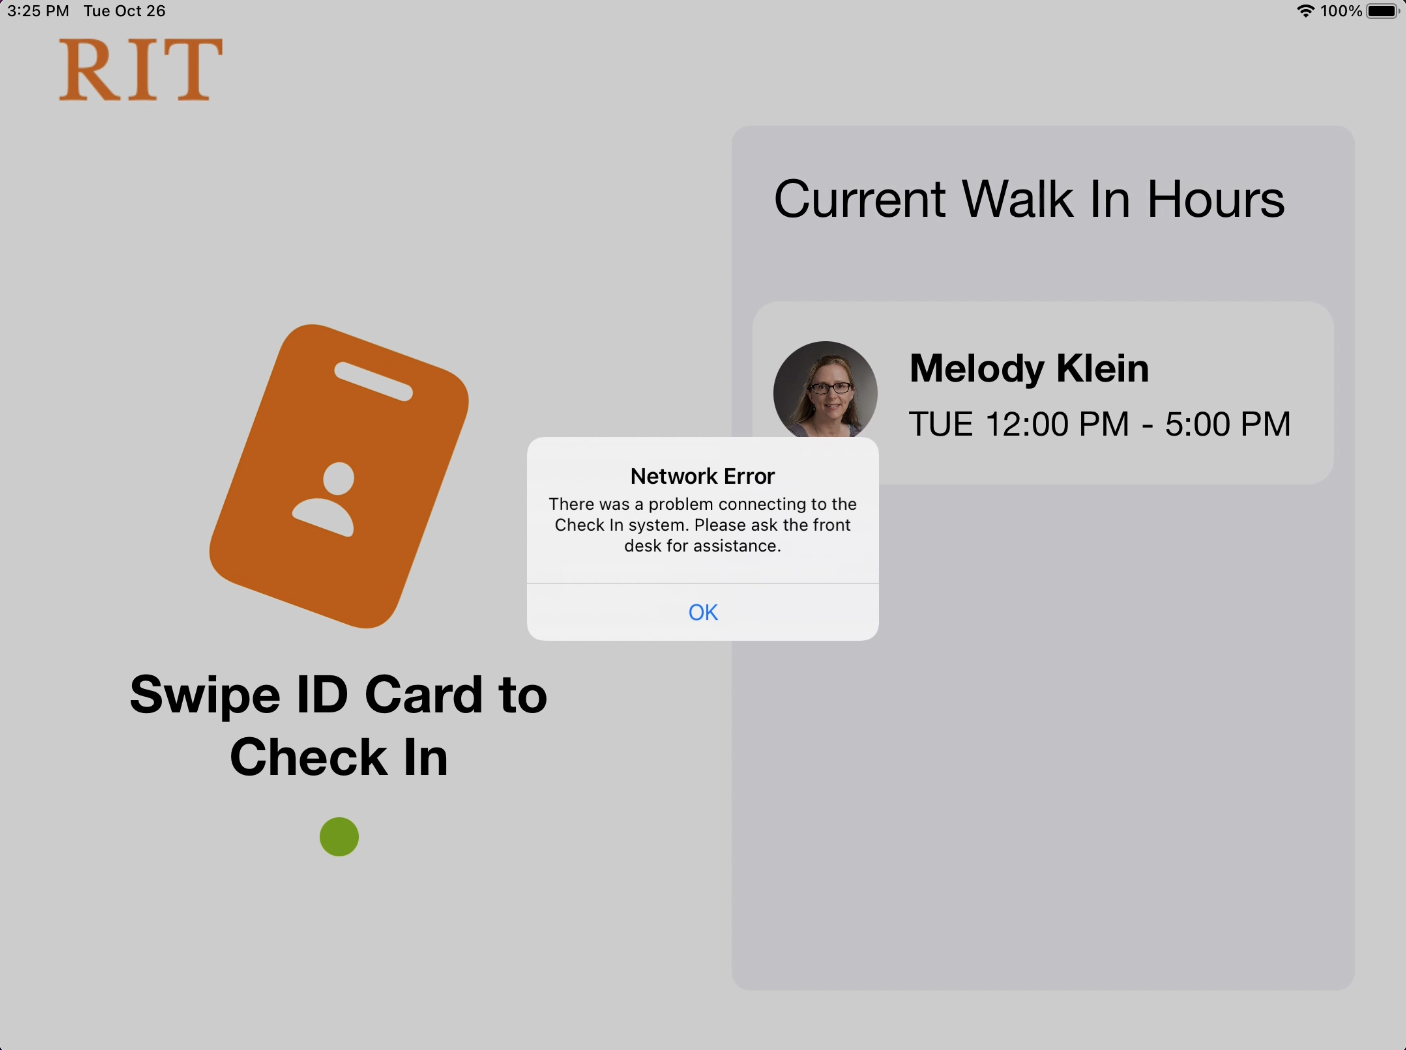 3:25 PM Tue Oct 26
100%
RIT
Current Walk In Hours
Melody Klein
TUE 12:00 PM - 5:00 PM
Network Error
There was a problem connecting to the
Check In system. Please ask the front
desk for assistance.
OK
Swipe ID Card to
Check In